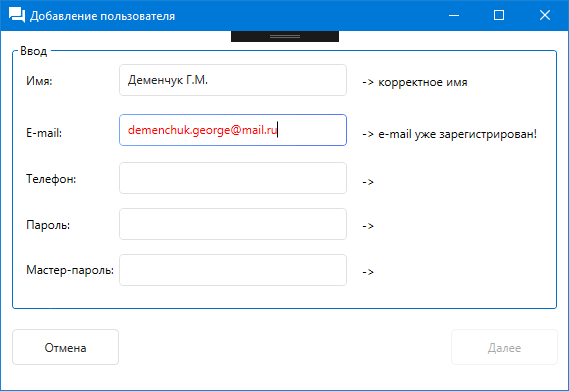 Добавление пользователя
Ввод
Имя: Деменчук Г.М. -> корректное имя
E-mail: demenchuk.george@mail.ru -> e-mail уже зарегистрирован!
Телефон: ->
Пароль: ->
Мастер-пароль: ->
Отмена Далее